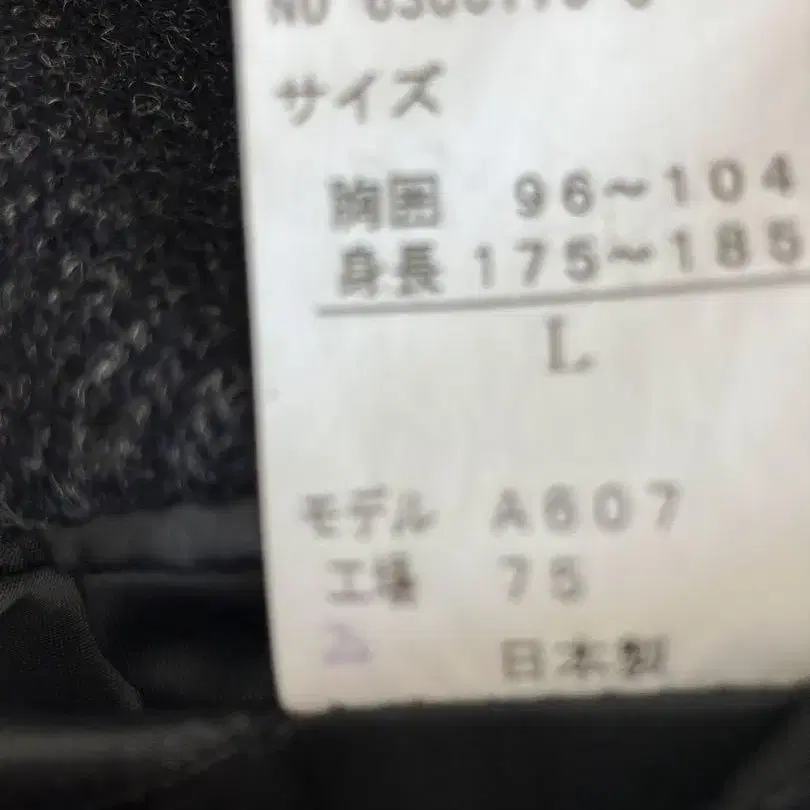 NO
サイズ
胸囲 96~104
身長 175~185
L
モデル A607
工場 75
日本製